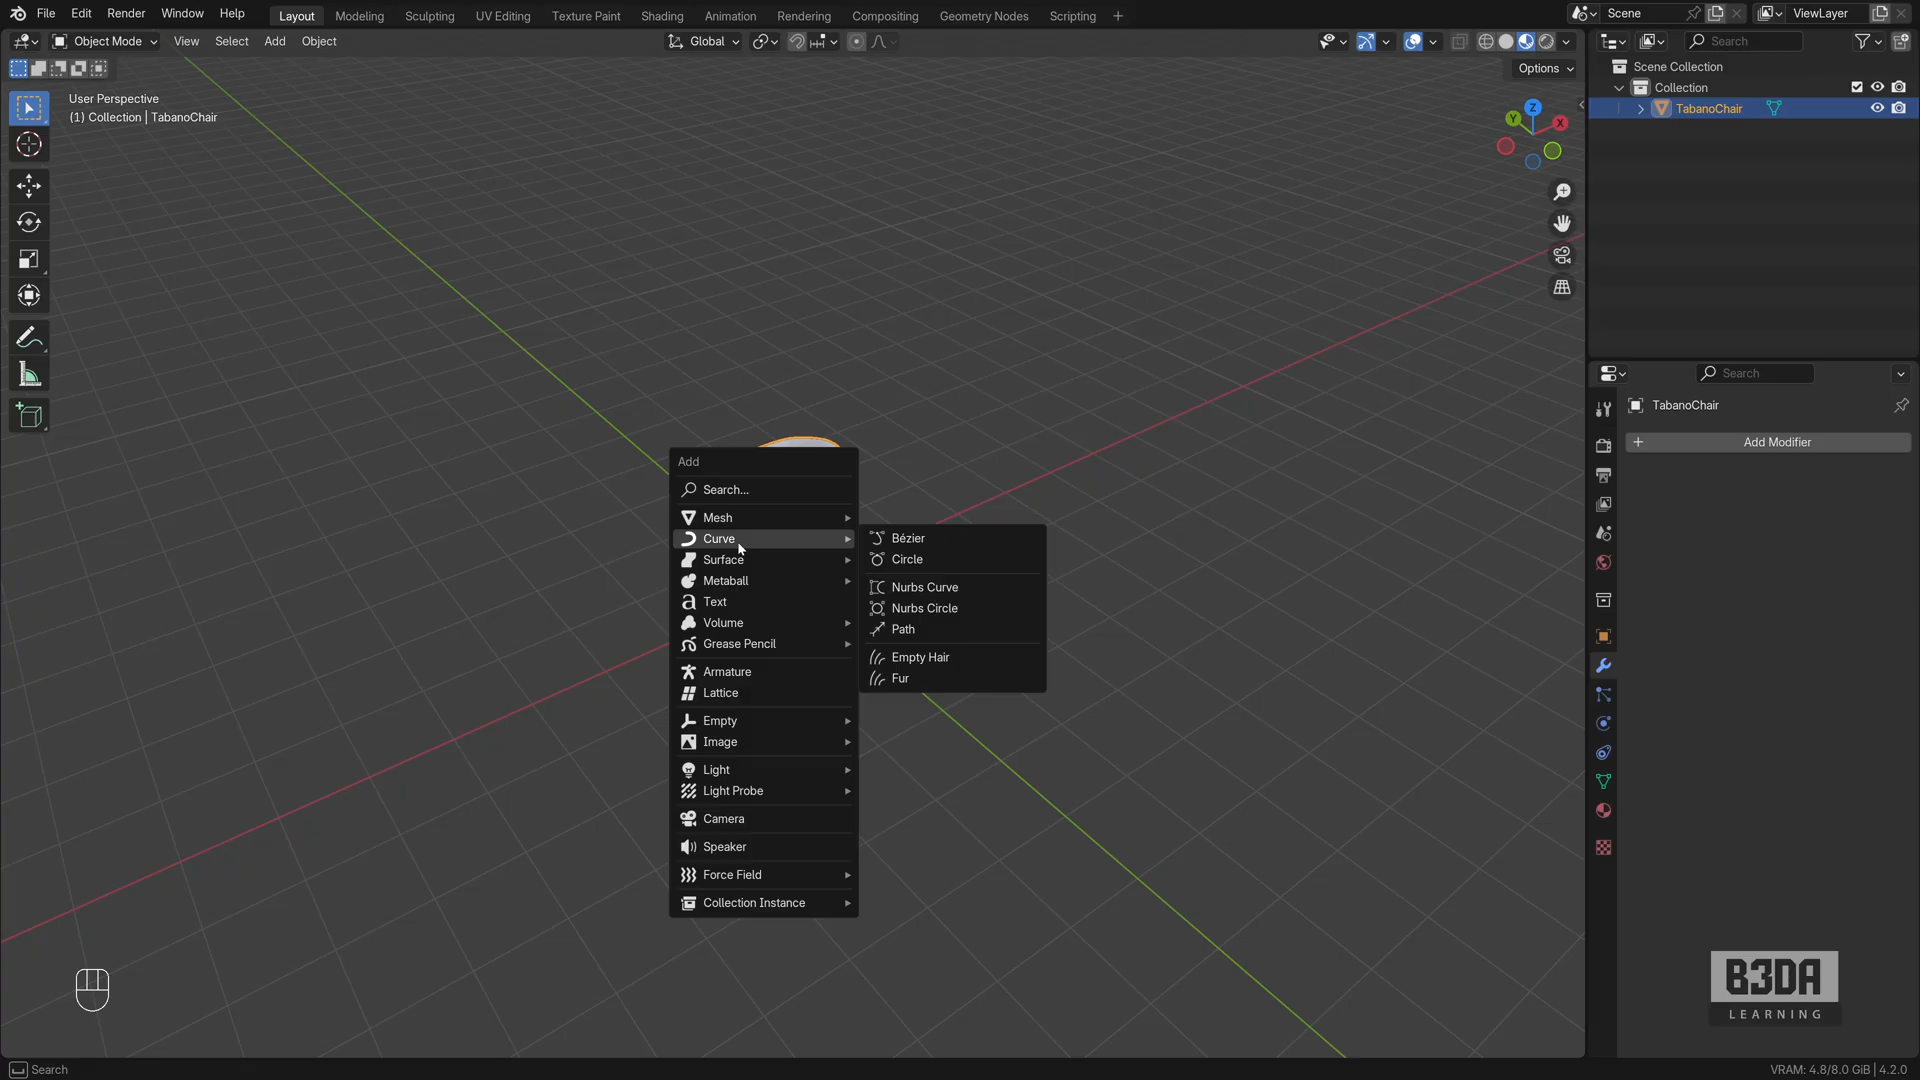 File Edit Render Window Help Layout Modeling Sculpting UV Editing Texture Paint Shading Animation Rendering Compositing Geometry Nodes Scripting + Scene ViewLayer
Object Mode View Select Add Object Global Search
Options
User Perspective
(1) Collection | TabanoChair
Scene Collection
Collection
TabanoChair
Z
Y
X
Search
TabanoChair
+ Add Modifier
Add
Search...
Mesh
Curve
Surface
Metaball
Text
Volume
Grease Pencil
Armature
Lattice
Empty
Image
Light
Light Probe
Camera
Speaker
Force Field
Collection Instance
Bézier
Circle
Nurbs Curve
Nurbs Circle
Path
Empty Hair
Fur
B3DA
LEARNING
Search
VRAM: 4.8/8.0 GiB | 4.2.0